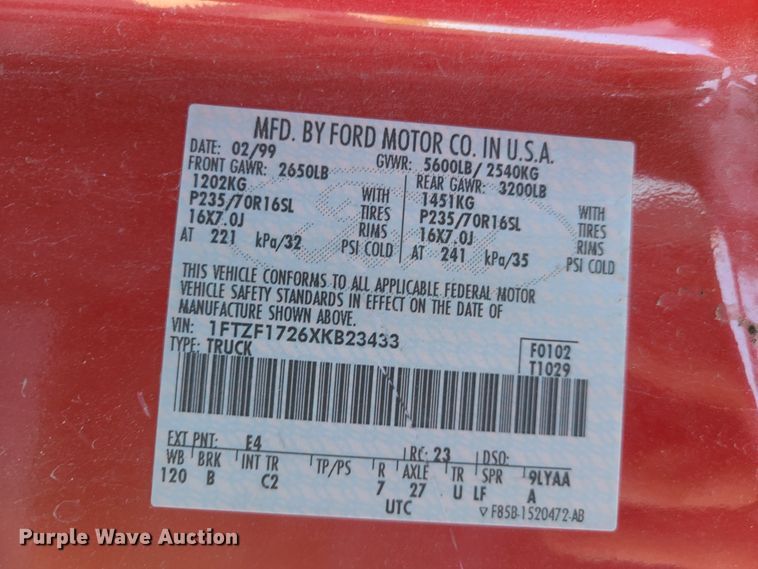 MFD. BY FORD MOTOR CO. IN U.S.A.
DATE: 02/99 GVWR: 5600LB/ 2540KG
FRONT GAWR: 2650LB REAR GAWR: 3200LB
1202KG WITH 1451KG WITH
P235/70R16SL TIRES P235/70R16SL TIRES
16X7.0J RIMS 16X7.0J RIMS
AT 221 kPa/32 PSI COLD AT 241 kPa/35 PSI COLD
THIS VEHICLE CONFORMS TO ALL APPLICABLE FEDERAL MOTOR
VEHICLE SAFETY STANDARDS IN EFFECT ON THE DATE OF
MANUFACTURE SHOWN ABOVE.
VIN: 1FTZF1726XKB23433
TYPE: TRUCK F0102
T1029
EXT PNT: E4 RC: 23 DSO:
WB BRK INT TR TP/PS R AXLE TR SPR 9LYAA
120 B C2 7 27 U LF A
UTC ▽ F85B-1520472-AB
Purple Wave Auction